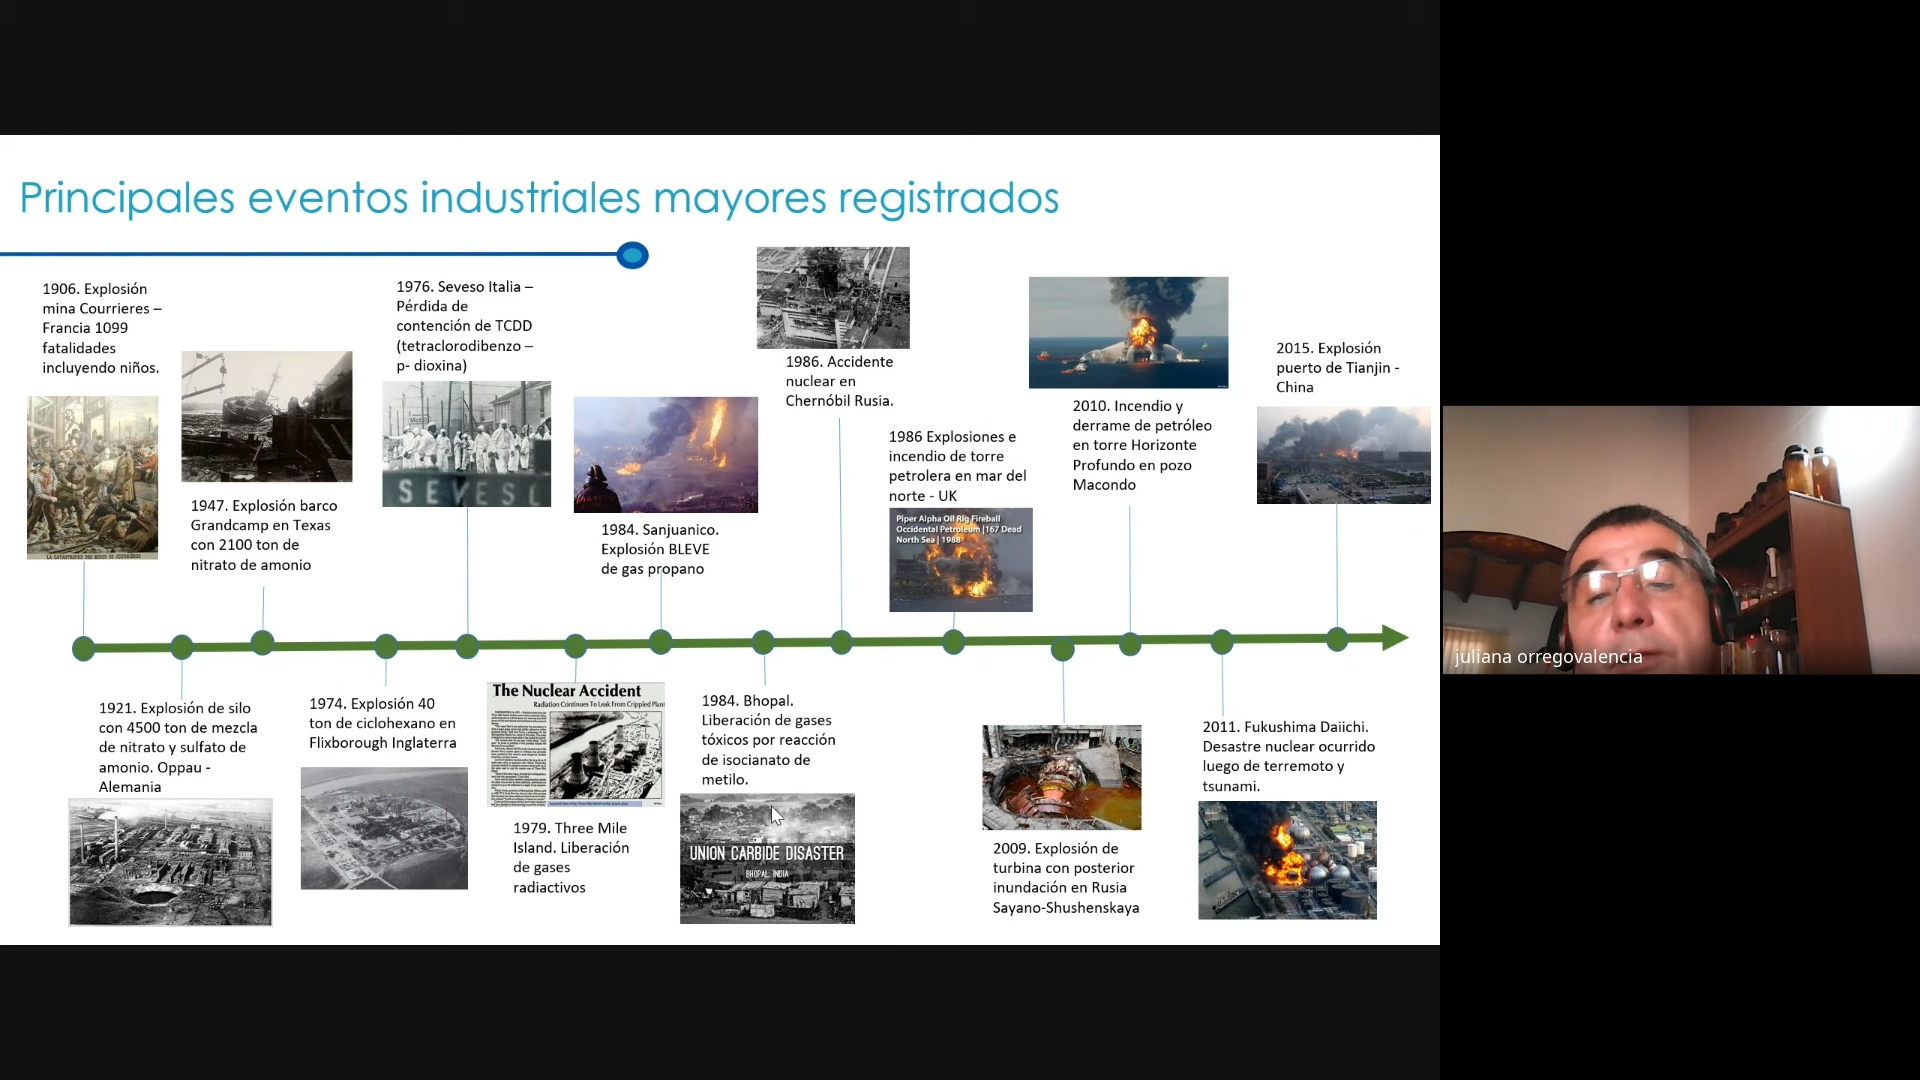 Principales eventos industriales mayores registrados
1906. Explosión
mina Courrieres –
Francia 1099
fatalidades
incluyendo niños.
LA CATASTROPHE DES MINES DE COURRIÈRES
1947. Explosión barco
Grandcamp en Texas
con 2100 ton de
nitrato de amonio
1976. Seveso Italia –
Pérdida de
contención de TCDD
(tetraclorodibenzo –
p- dioxina)
SEVESO
1984. Sanjuanico.
Explosión BLEVE
de gas propano
1986. Accidente
nuclear en
Chernóbil Rusia.
1986 Explosiones e
incendio de torre
petrolera en mar del
norte - UK
Piper Alpha Oil Rig Fireball
Occidental Petroleum |167 Dead
North Sea | 1988
2010. Incendio y
derrame de petróleo
en torre Horizonte
Profundo en pozo
Macondo
2015. Explosión
puerto de Tianjin -
China
1921. Explosión de silo
con 4500 ton de mezcla
de nitrato y sulfato de
amonio. Oppau -
Alemania
1974. Explosión 40
ton de ciclohexano en
Flixborough Inglaterra
The Nuclear Accident
Radiation Continues To Leak From Crippled Plant
1979. Three Mile
Island. Liberación
de gases
radiactivos
1984. Bhopal.
Liberación de gases
tóxicos por reacción
de isocianato de
metilo.
UNION CARBIDE DISASTER
BHOPAL, INDIA
2009. Explosión de
turbina con posterior
inundación en Rusia
Sayano-Shushenskaya
2011. Fukushima Daiichi.
Desastre nuclear ocurrido
luego de terremoto y
tsunami.
juliana orregovalencia